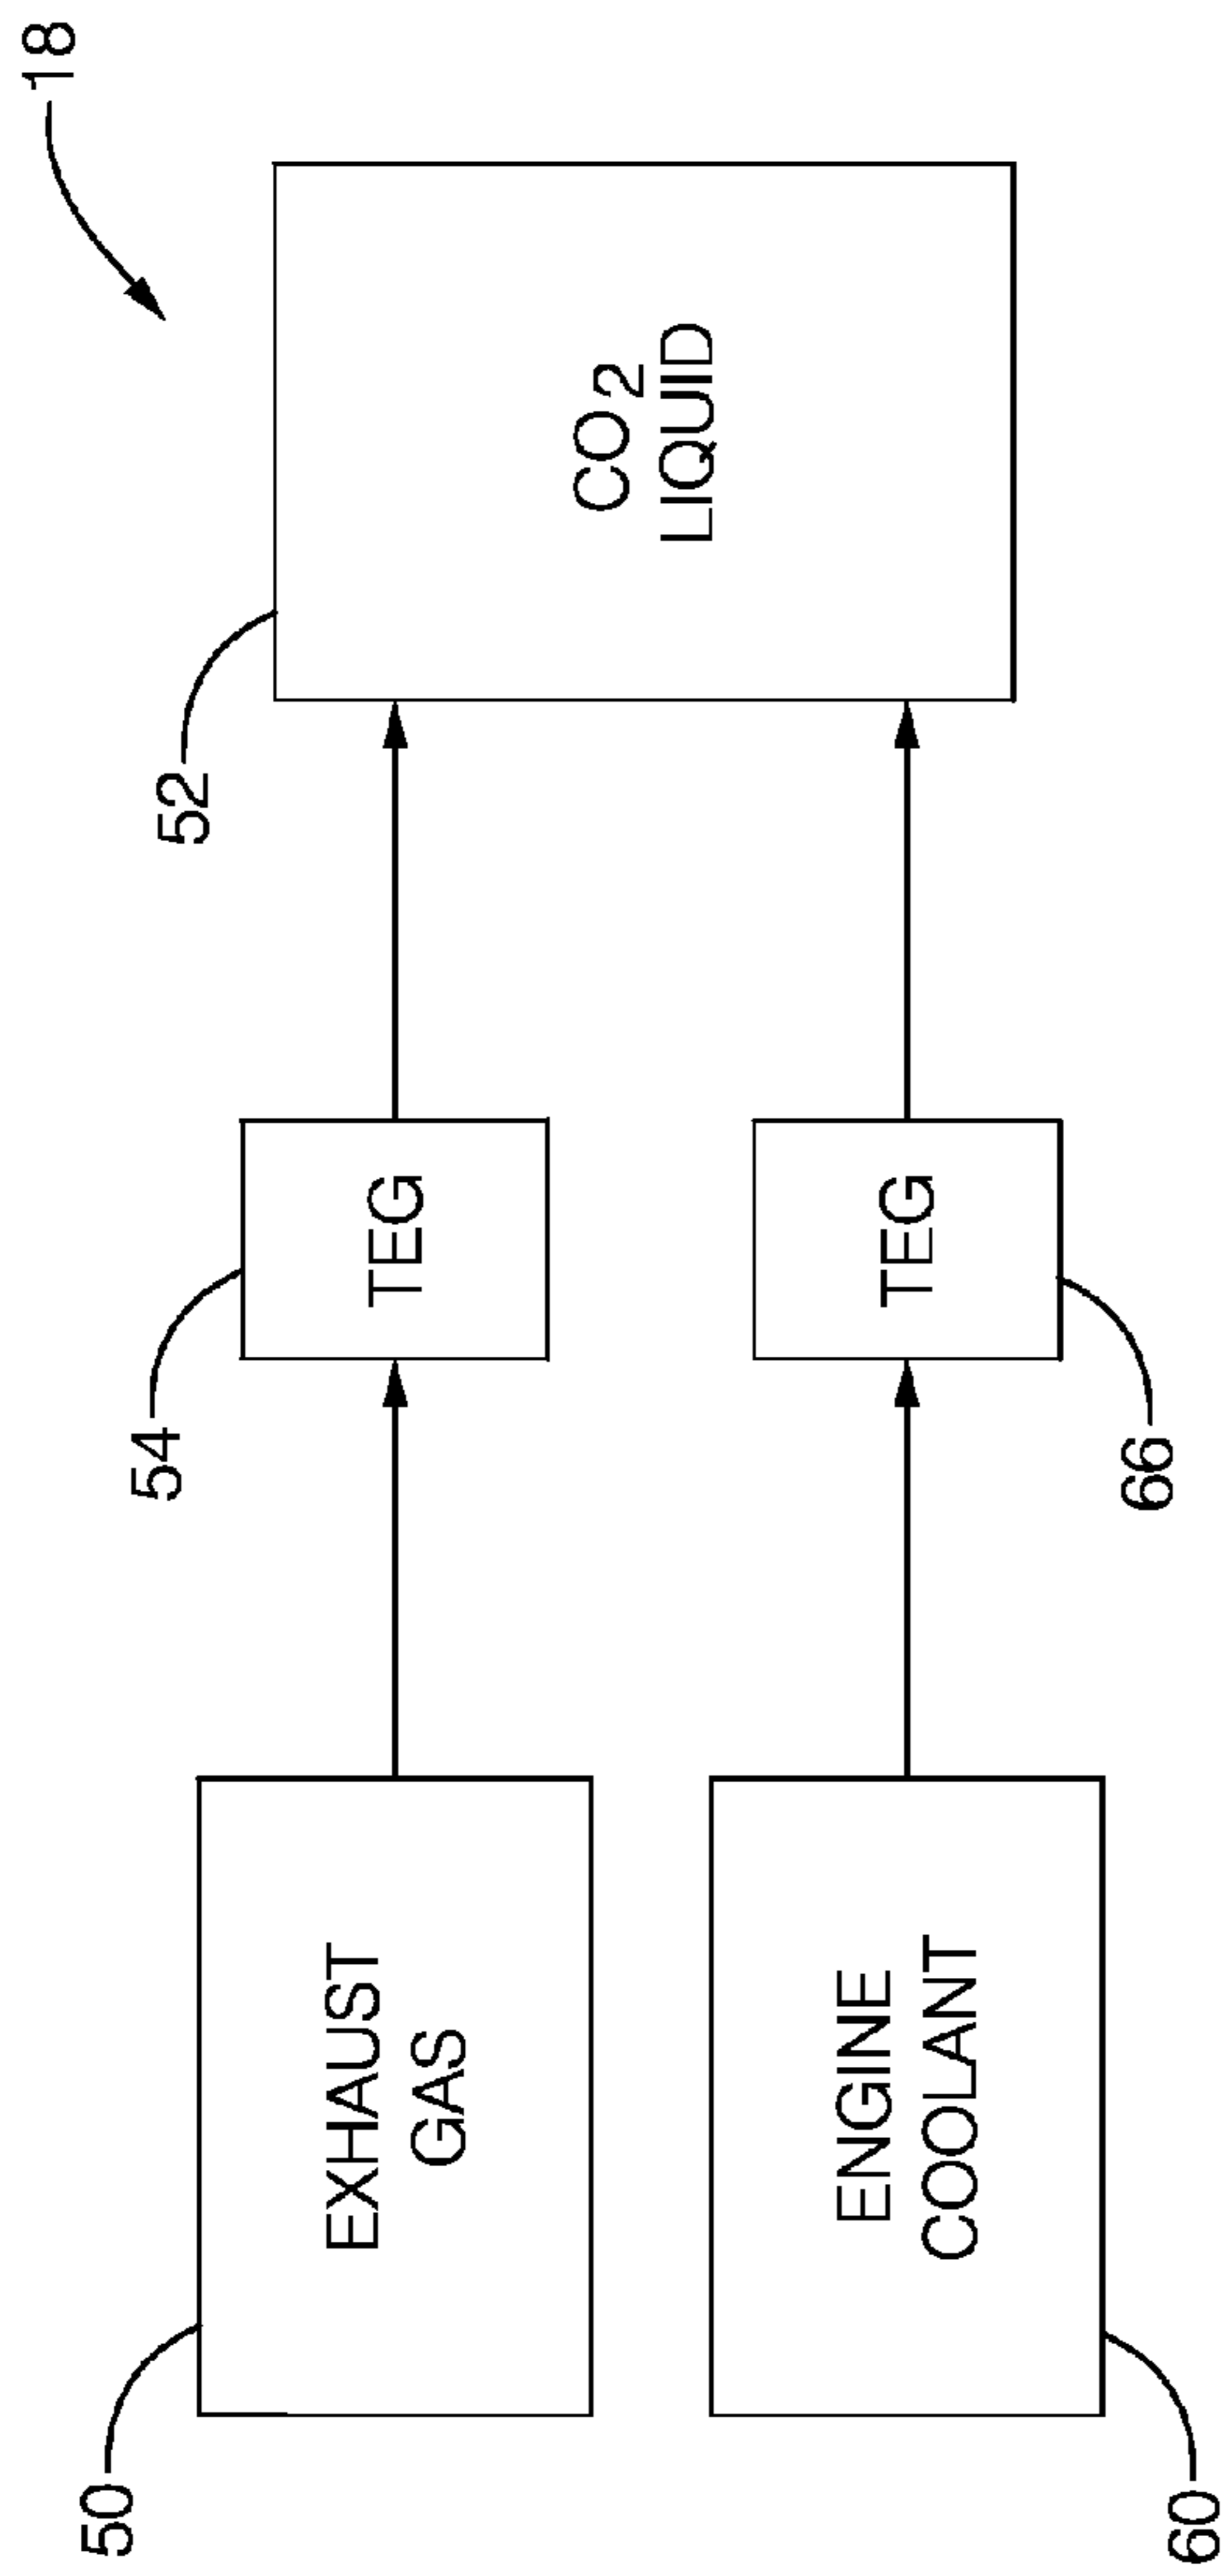 18
52
CO2
LIQUID
54
TEG
TEG
66
50
EXHAUST
GAS
ENGINE
COOLANT
60